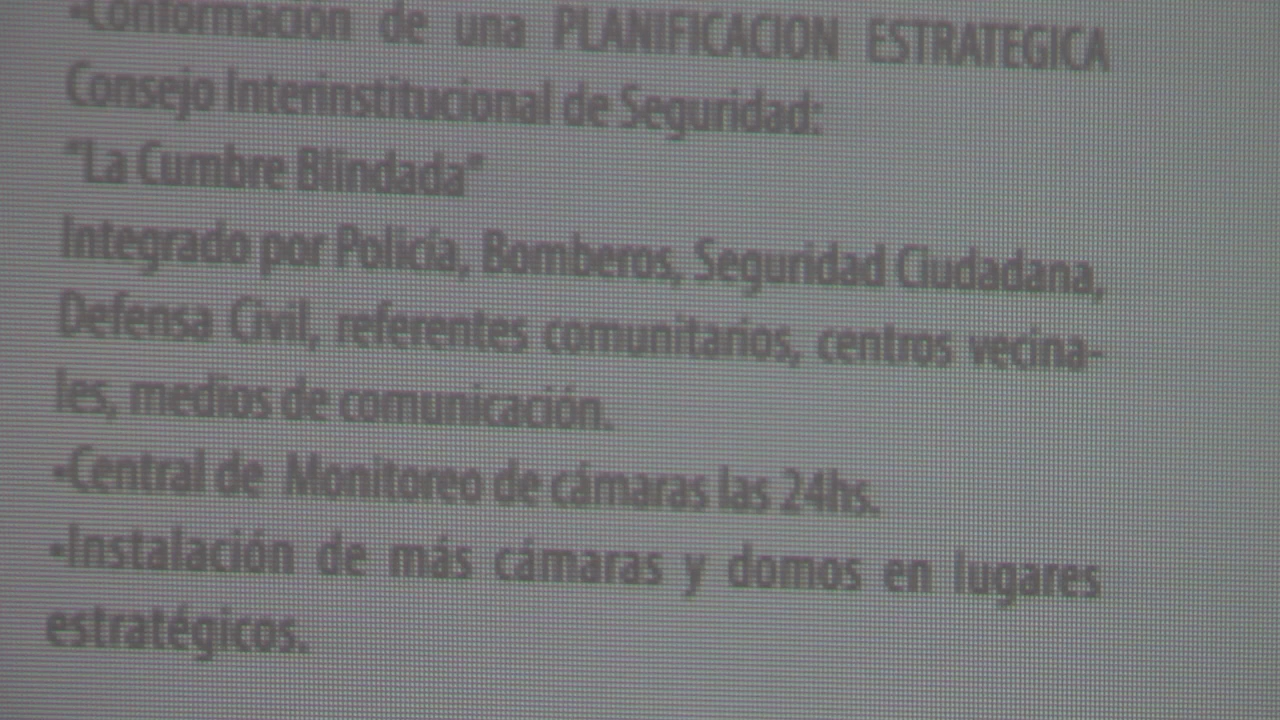 -Conformación de una PLANIFICACION ESTRATEGICA
Consejo Interinstitucional de Seguridad:
"La Cumbre Blindada"
Integrado por Policía, Bomberos, Seguridad Ciudadana,
Defensa Civil, referentes comunitarios, centros vecina-
les, medios de comunicación.
-Central de Monitoreo de cámaras las 24hs.
-Instalación de más cámaras y domos en lugares
estratégicos.